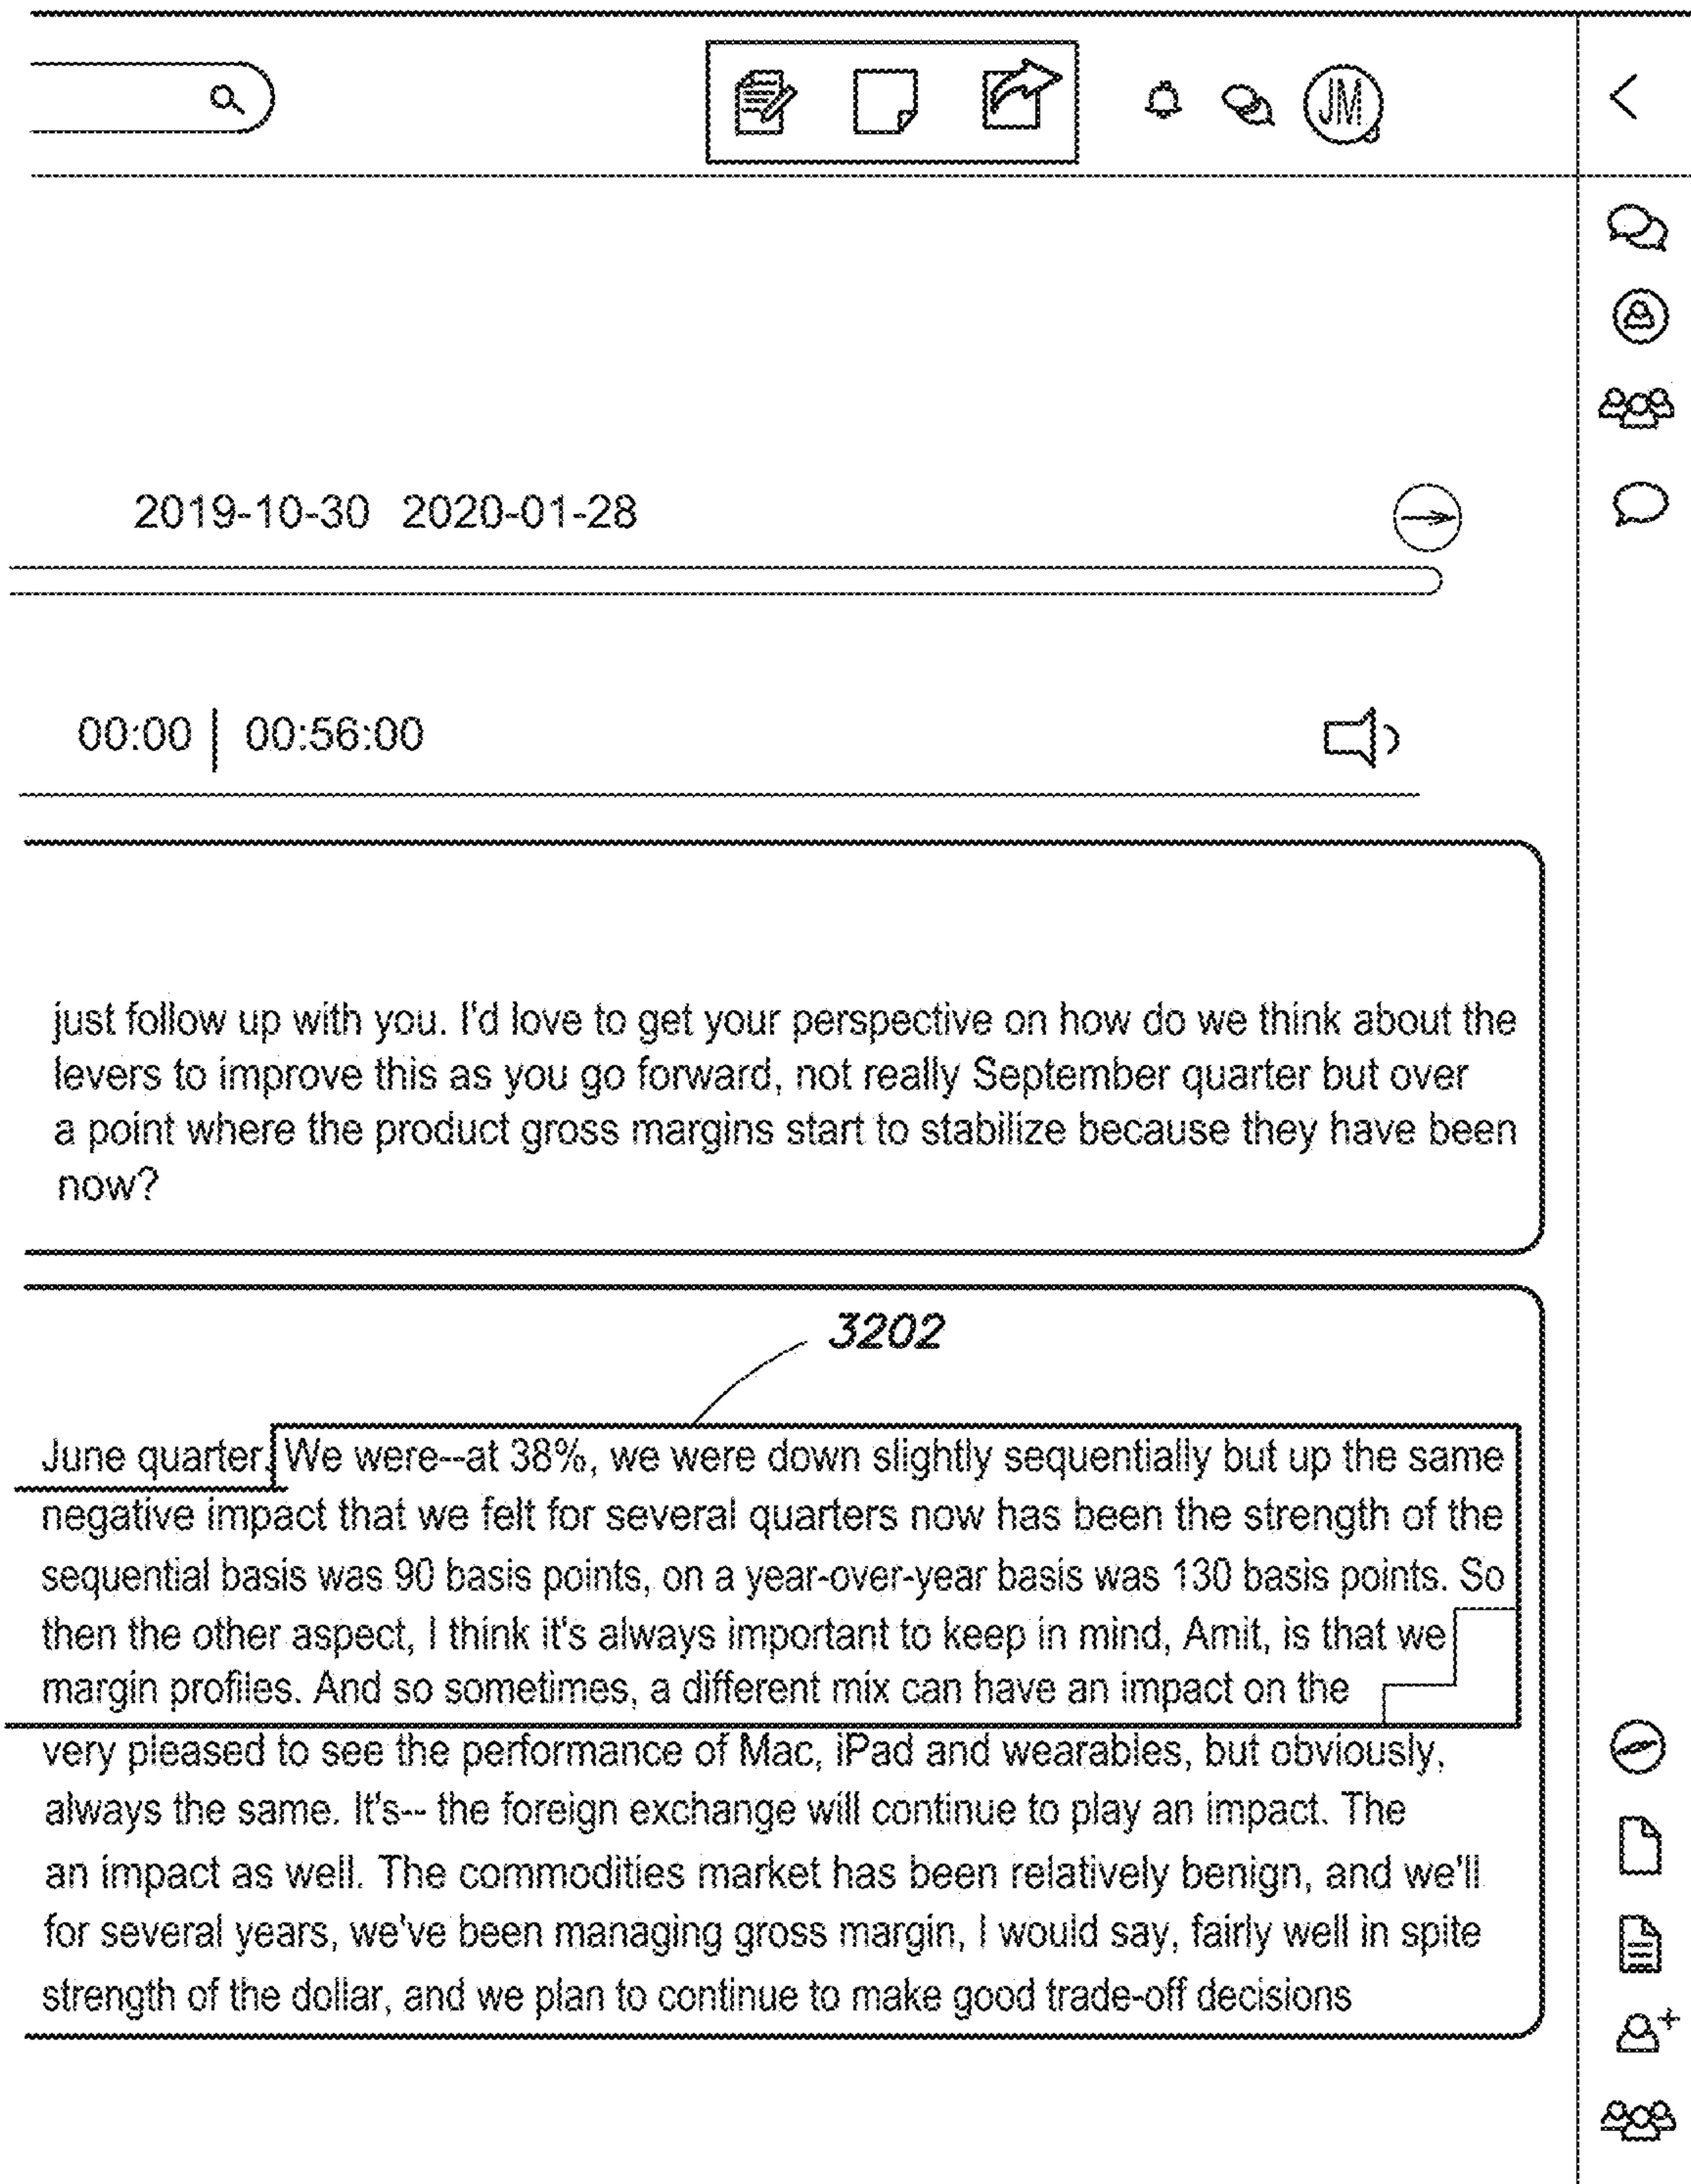 JM
2019-10-30 2020-01-28
00:00 | 00:56:00
just follow up with you. I'd love to get your perspective on how do we think about the
levers to improve this as you go forward, not really September quarter but over
a point where the product gross margins start to stabilize because they have been
now?
3202
June quarter. We were--at 38%, we were down slightly sequentially but up the same
negative impact that we felt for several quarters now has been the strength of the
sequential basis was 90 basis points, on a year-over-year basis was 130 basis points. So
then the other aspect, I think it's always important to keep in mind, Amit, is that we
margin profiles. And so sometimes, a different mix can have an impact on the
very pleased to see the performance of Mac, iPad and wearables, but obviously,
always the same. It's-- the foreign exchange will continue to play an impact. The
an impact as well. The commodities market has been relatively benign, and we'll
for several years, we've been managing gross margin, I would say, fairly well in spite
strength of the dollar, and we plan to continue to make good trade-off decisions